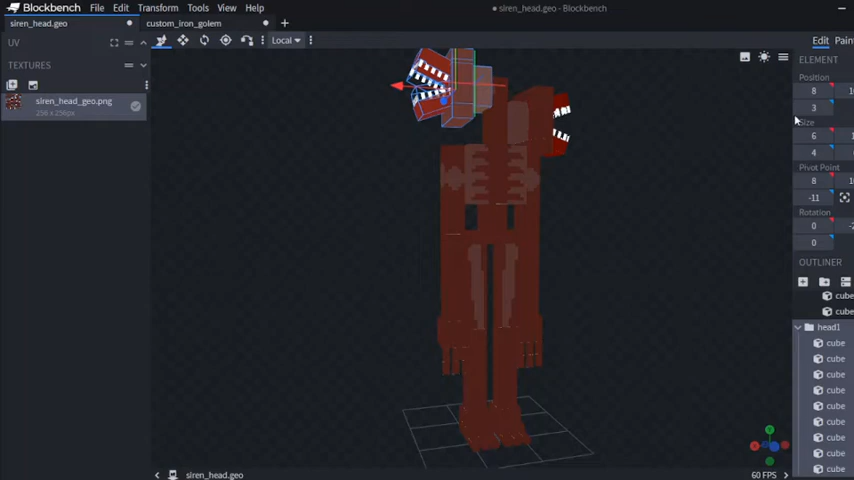 Blockbench File Edit Transform Tools View Help
siren_head.geo - Blockbench
siren_head.geo
custom_iron_golem
UV
Local
Edit
TEXTURES
siren_head_geo.png
256 x 256px
ELEMENT
Position
8
3
Size
6
4
Pivot Point
8
-11
Rotation
0
0
OUTLINER
cube
cube
head1
cube
cube
cube
cube
cube
cube
cube
cube
cube
siren_head.geo
60 FPS